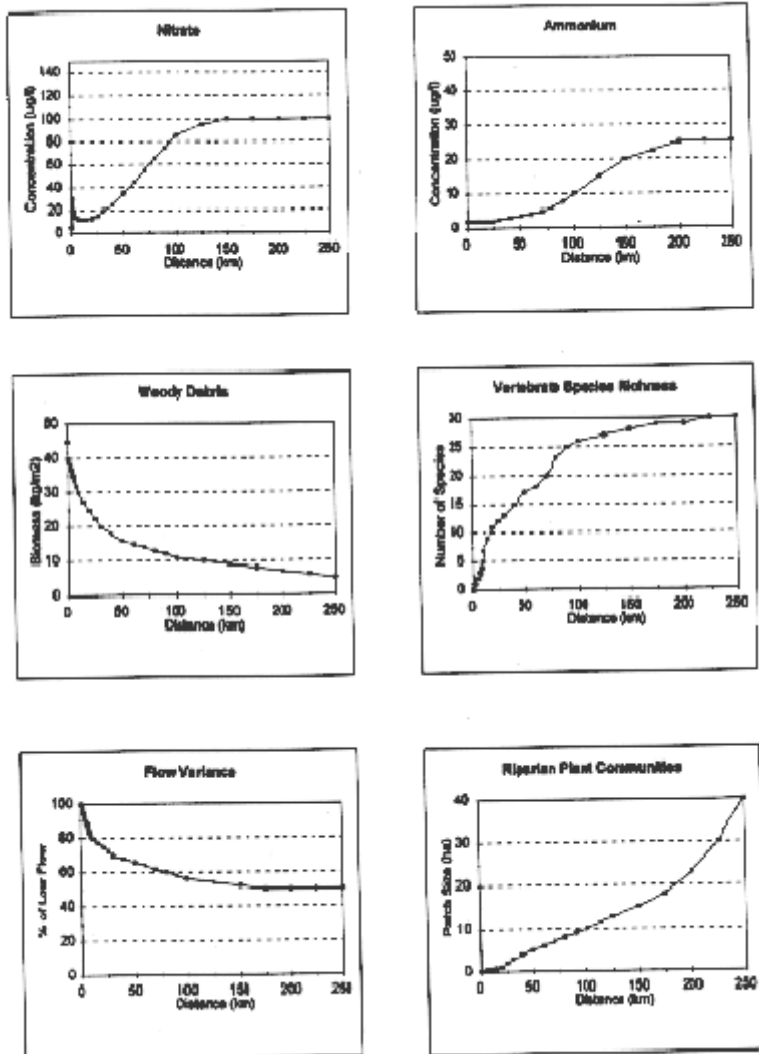 Nitrate
Concentration (ug/l)
140
120
100
80
60
40
20
0
0 50 100 150 200 250
Distance (km)
Ammonium
Concentration (ug/l)
50
40
30
20
10
0
0 50 100 150 200 250
Distance (km)
Woody Debris
Biomass (kg/m2)
50
40
30
20
10
0
0 50 100 150 200 250
Distance (km)
Vertebrate Species Richness
Number of Species
30
25
20
15
10
5
0
0 50 100 150 200 250
Distance (km)
Flow Variance
% of Low Flow
100
80
60
40
20
0
0 50 100 150 200 250
Distance (km)
Riparian Plant Communities
Patch Size (ha)
40
30
20
10
0
0 50 100 150 200 250
Distance (km)